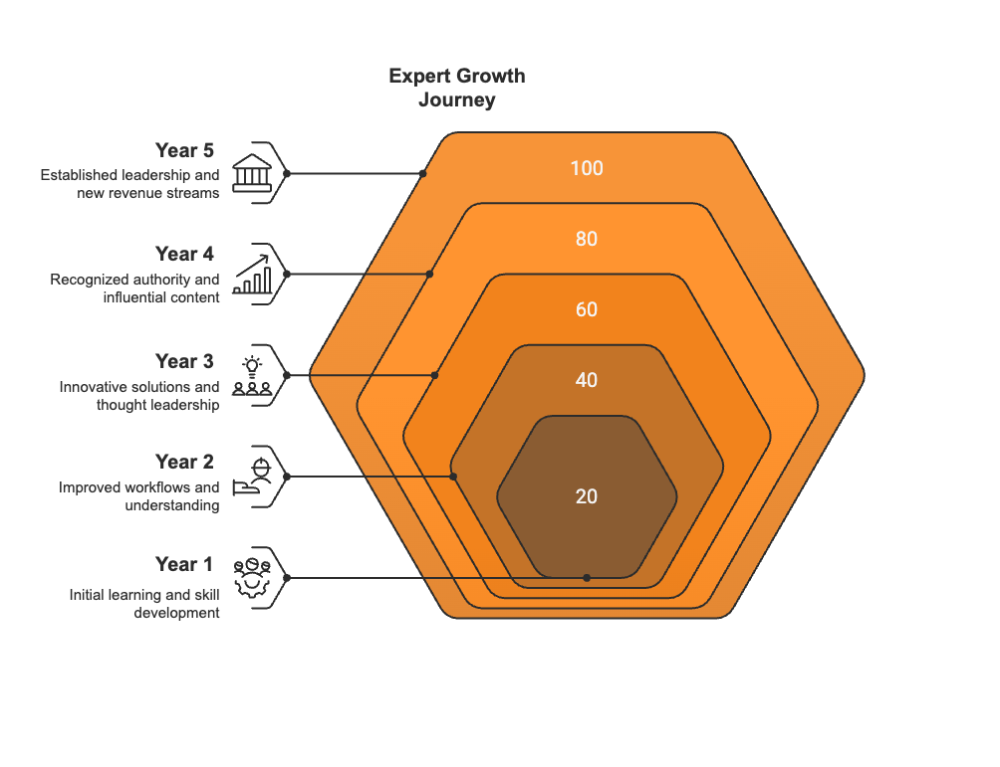 Expert Growth
Journey
Year 5
Established leadership and
new revenue streams
100
Year 4
Recognized authority and
influential content
80
Year 3
Innovative solutions and
thought leadership
60
Year 2
Improved workflows and
understanding
40
Year 1
Initial learning and skill
development
20